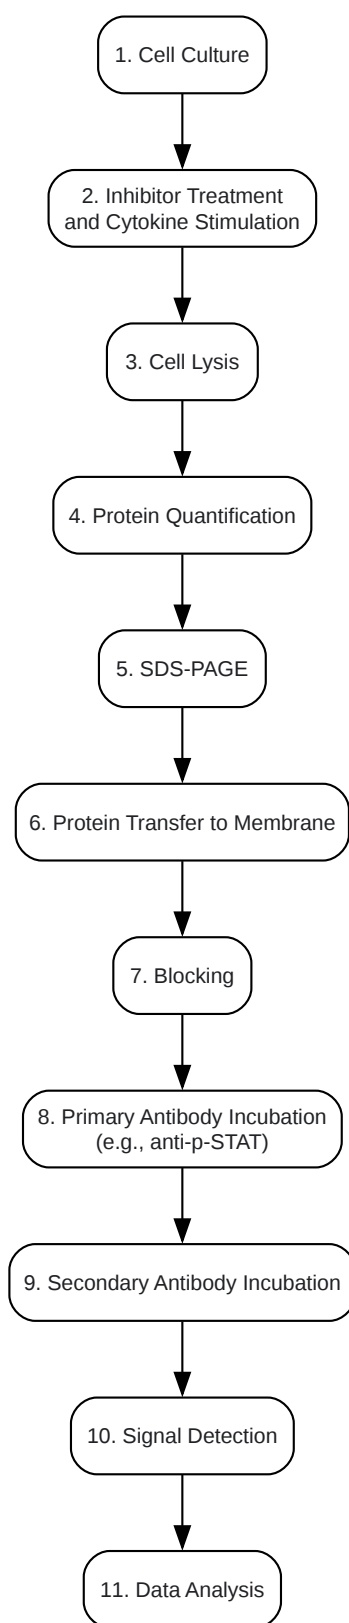 1. Cell Culture
2. Inhibitor Treatment
and Cytokine Stimulation
3. Cell Lysis
4. Protein Quantification
5. SDS-PAGE
6. Protein Transfer to Membrane
7. Blocking
8. Primary Antibody Incubation
(e.g., anti-p-STAT)
9. Secondary Antibody Incubation
10. Signal Detection
11. Data Analysis